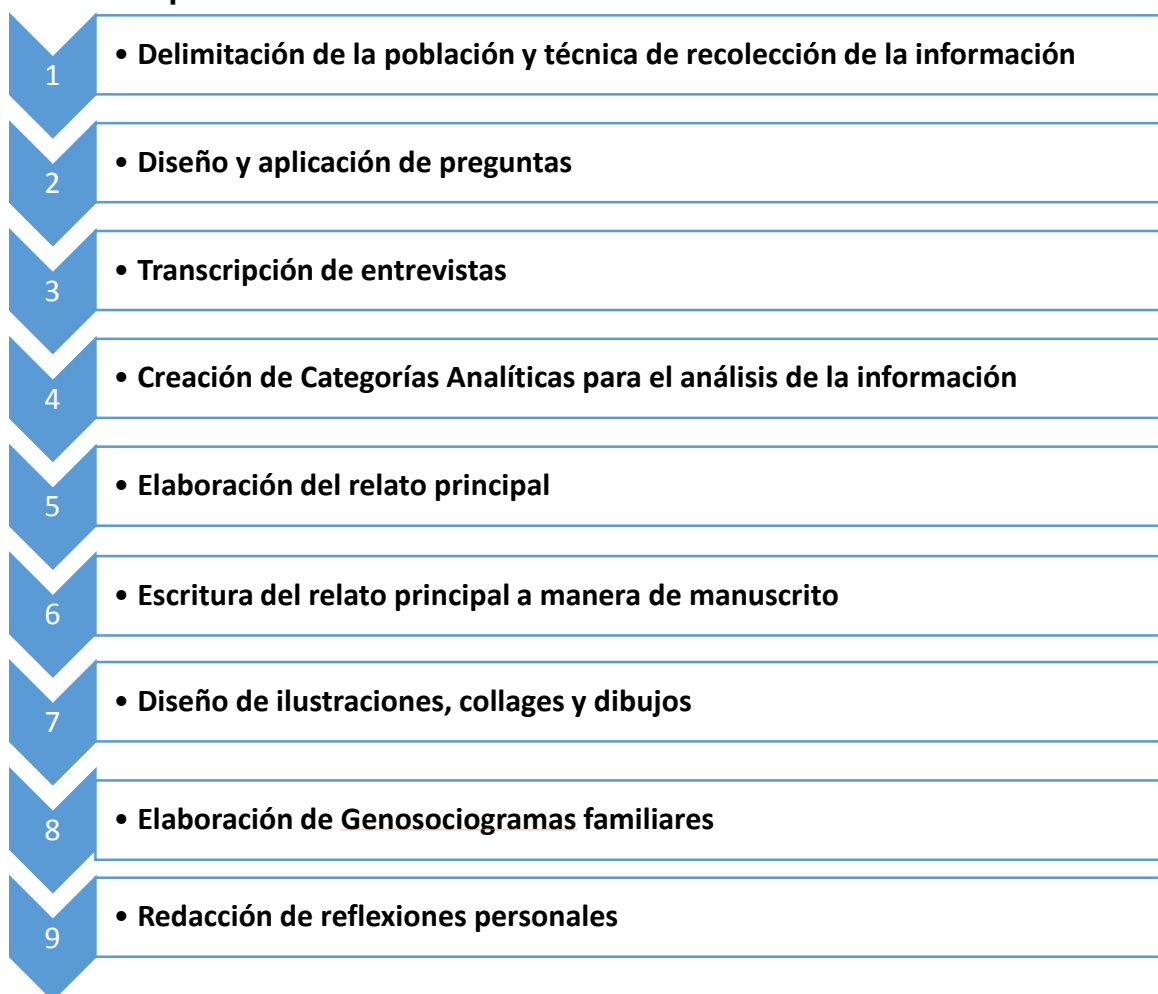 1
• Delimitación de la población y técnica de recolección de la información
2
• Diseño y aplicación de preguntas
3
• Transcripción de entrevistas
4
• Creación de Categorías Analíticas para el análisis de la información
5
• Elaboración del relato principal
6
• Escritura del relato principal a manera de manuscrito
7
• Diseño de ilustraciones, collages y dibujos
8
• Elaboración de Genosociogramas familiares
9
• Redacción de reflexiones personales